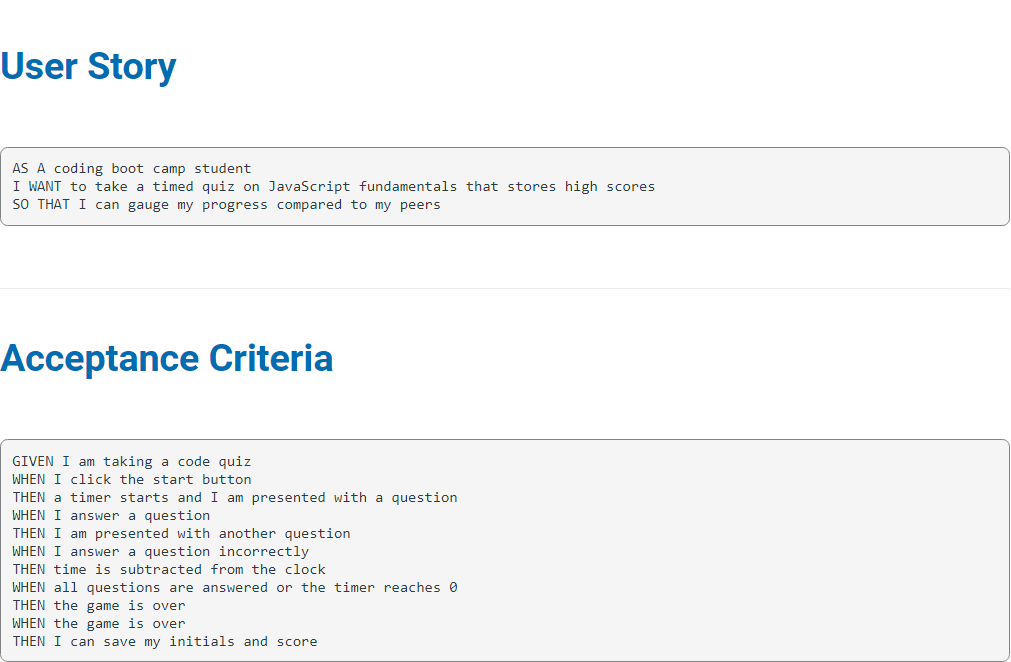 User Story
AS A coding boot camp student
I WANT to take a timed quiz on JavaScript fundamentals that stores high scores
SO THAT I can gauge my progress compared to my peers
Acceptance Criteria
GIVEN I am taking a code quiz
WHEN I click the start button
THEN a timer starts and I am presented with a question
WHEN I answer a question
THEN I am presented with another question
WHEN I answer a question incorrectly
THEN time is subtracted from the clock
WHEN all questions are answered or the timer reaches 0
THEN the game is over
WHEN the game is over
THEN I can save my initials and score